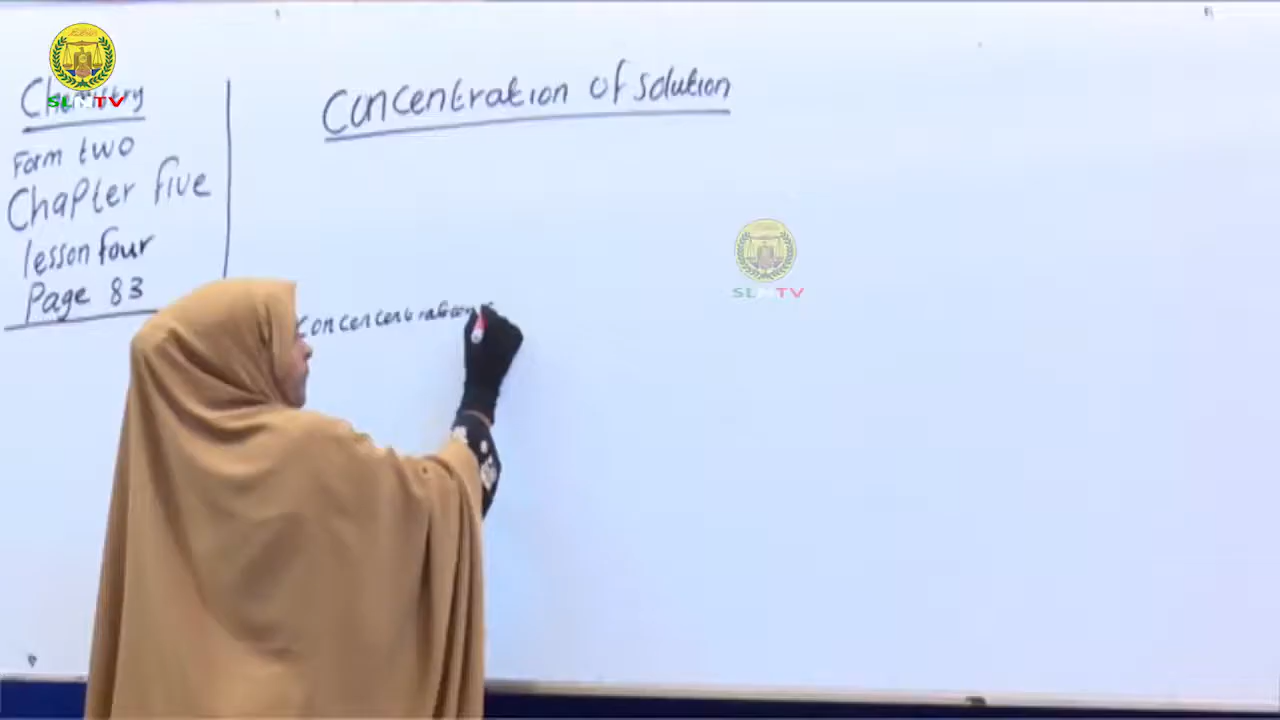 Chemistry
Form two
Chapter five
lesson four
Page 83
Concentration of solution
concentration
SLNTV
SLNTV